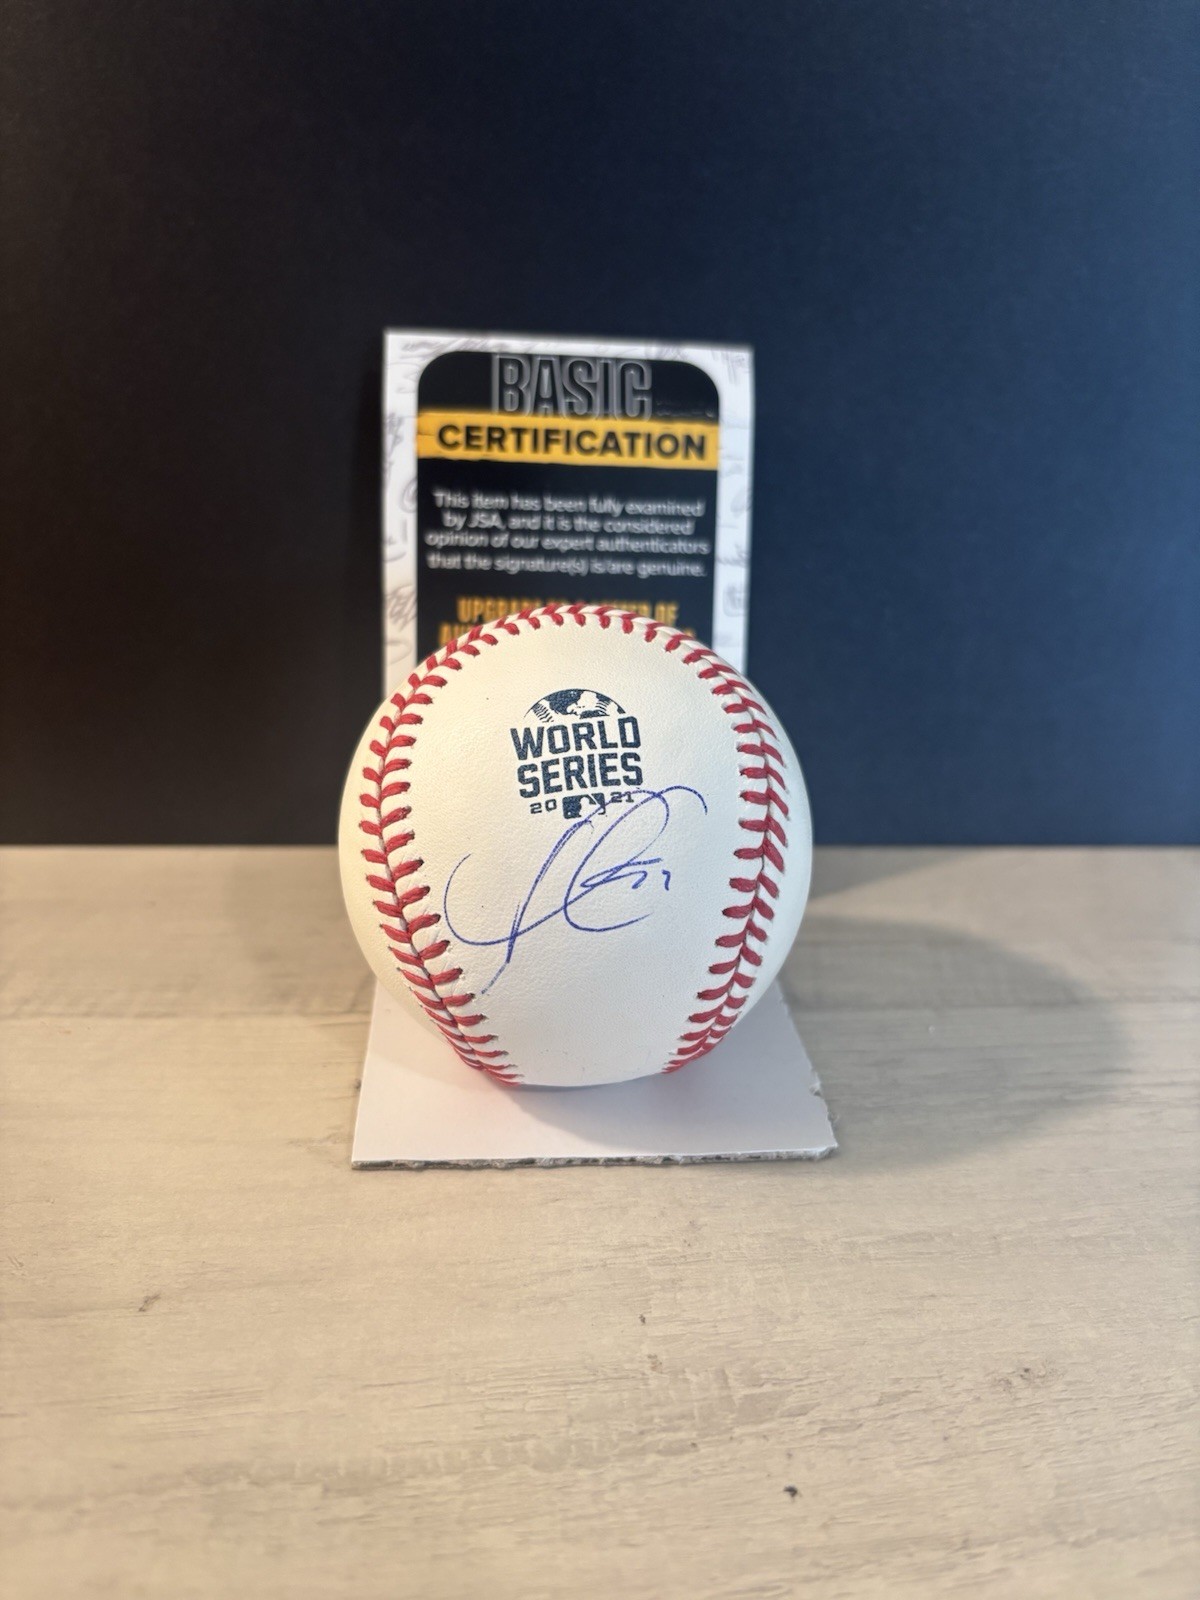 BASIC
CERTIFICATION
This item has been fully examined
by JSA, and it is the considered
opinion of our expert authenticators
that the signature(s) is/are genuine.
OF
WORLD
SERIES
20 21